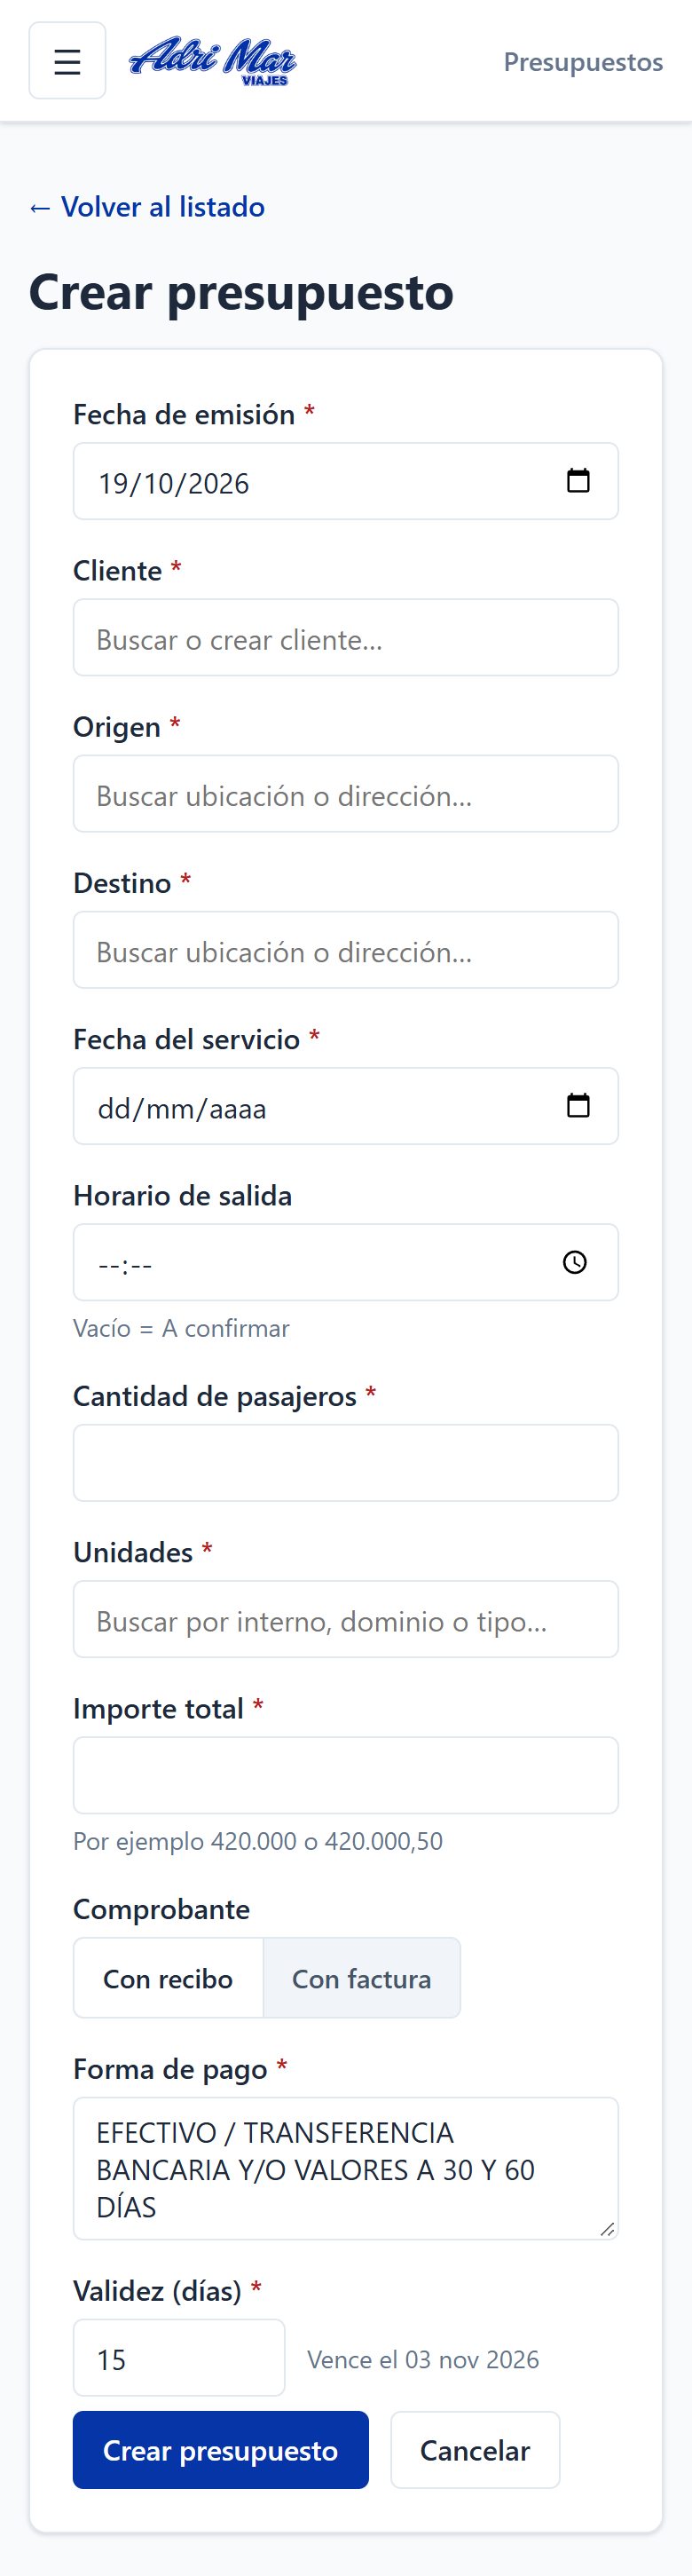 ☰ Adri Mar VIAJES Presupuestos
← Volver al listado
Crear presupuesto
Fecha de emisión *
19/10/2026
Cliente *
Buscar o crear cliente...
Origen *
Buscar ubicación o dirección...
Destino *
Buscar ubicación o dirección...
Fecha del servicio *
dd/mm/aaaa
Horario de salida
--:--
Vacío = A confirmar
Cantidad de pasajeros *
Unidades *
Buscar por interno, dominio o tipo...
Importe total *
Por ejemplo 420.000 o 420.000,50
Comprobante
Con recibo Con factura
Forma de pago *
EFECTIVO / TRANSFERENCIA
BANCARIA Y/O VALORES A 30 Y 60
DÍAS
Validez (días) *
15 Vence el 03 nov 2026
Crear presupuesto Cancelar